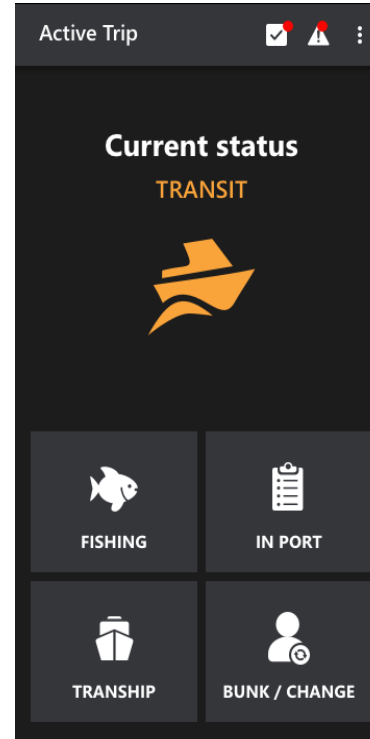 Active Trip
Current status
TRANSIT
FISHING
IN PORT
TRANSHIP
BUNK / CHANGE